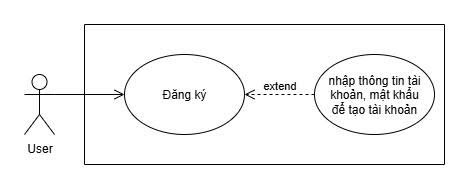 User
Đăng ký
extend
nhập thông tin tài
khoản, mật khẩu
để tạo tài khoản